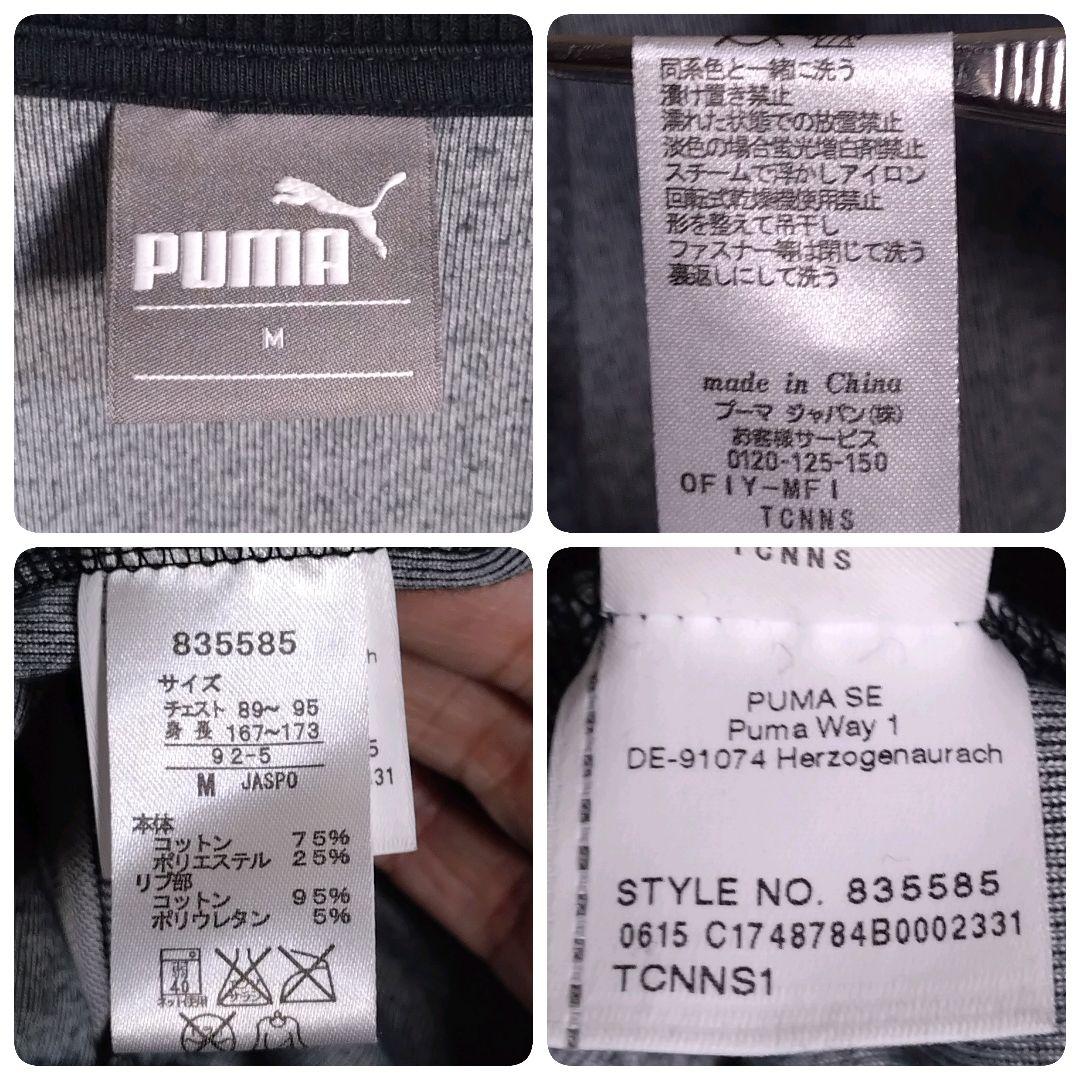 PUMA
M
同系色と一緒に洗う
漬け置き禁止
濡れた状態での放置禁止
淡色の場合蛍光増白剤禁止
スチームで浮かしアイロン
回転式乾燥機使用禁止
形を整えて吊干し
ファスナー等は閉じて洗う
裏返しにして洗う
made in China
プーマ ジャパン(株)
お客様サービス
0120-125-150
OFIY-MFI
TCNNS
835585
サイズ
チェスト 89~ 95
身 長 167~173
92-5
M JASPO
本体
コットン 75%
ポリエステル 25%
リブ部
コットン 95%
ポリウレタン 5%
40
ネット使用
h
5
31
TCNNS
PUMA SE
Puma Way 1
DE-91074 Herzogenaurach
STYLE NO. 835585
0615 C1748784B0002331
TCNNS1